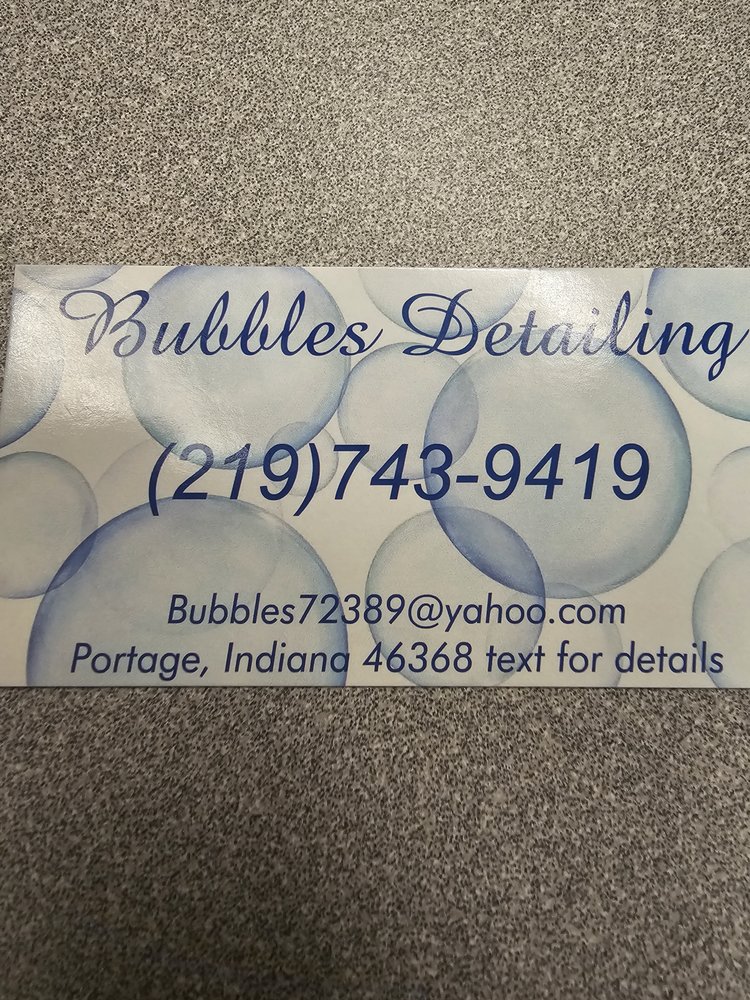 Bubbles Detailing
(219)743-9419
Bubbles72389@yahoo.com
Portage, Indiana 46368 text for details